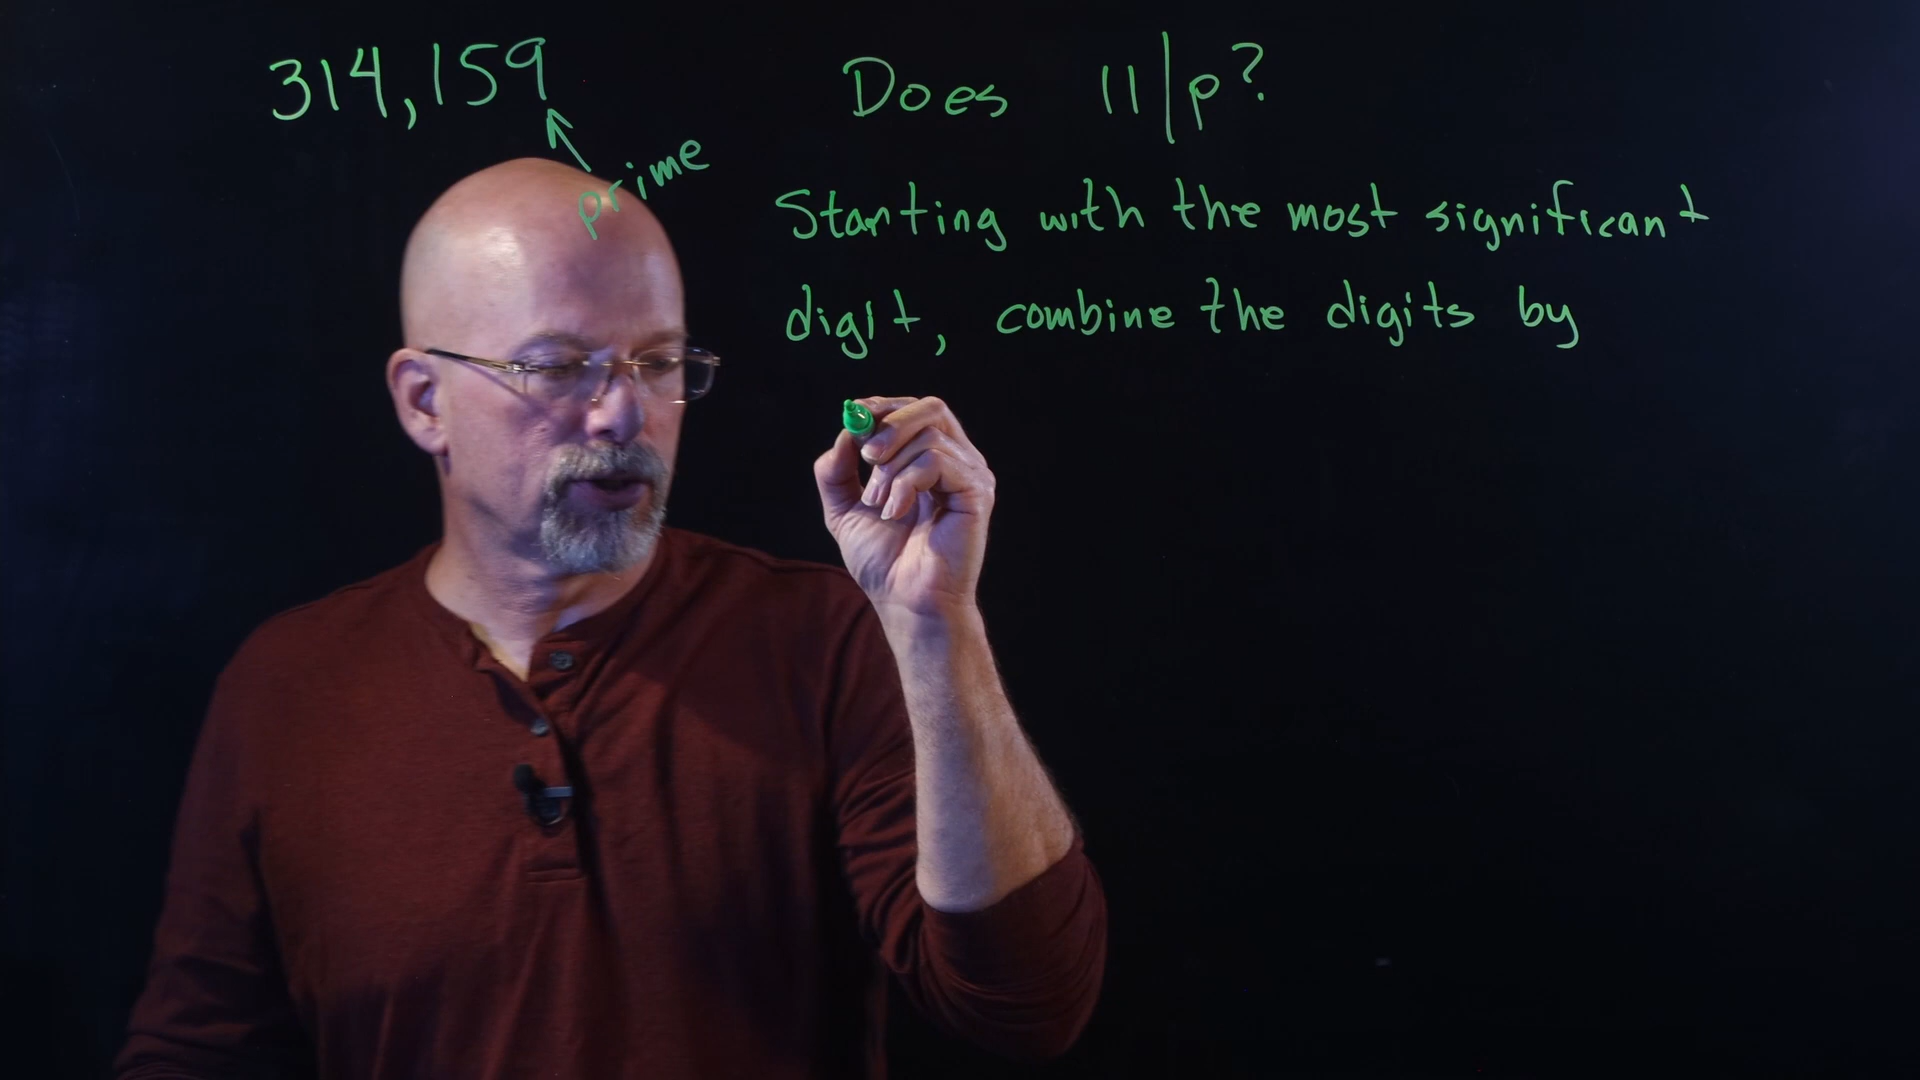 314,159
prime
Does 11|p?
Starting with the most significant
digit, combine the digits by